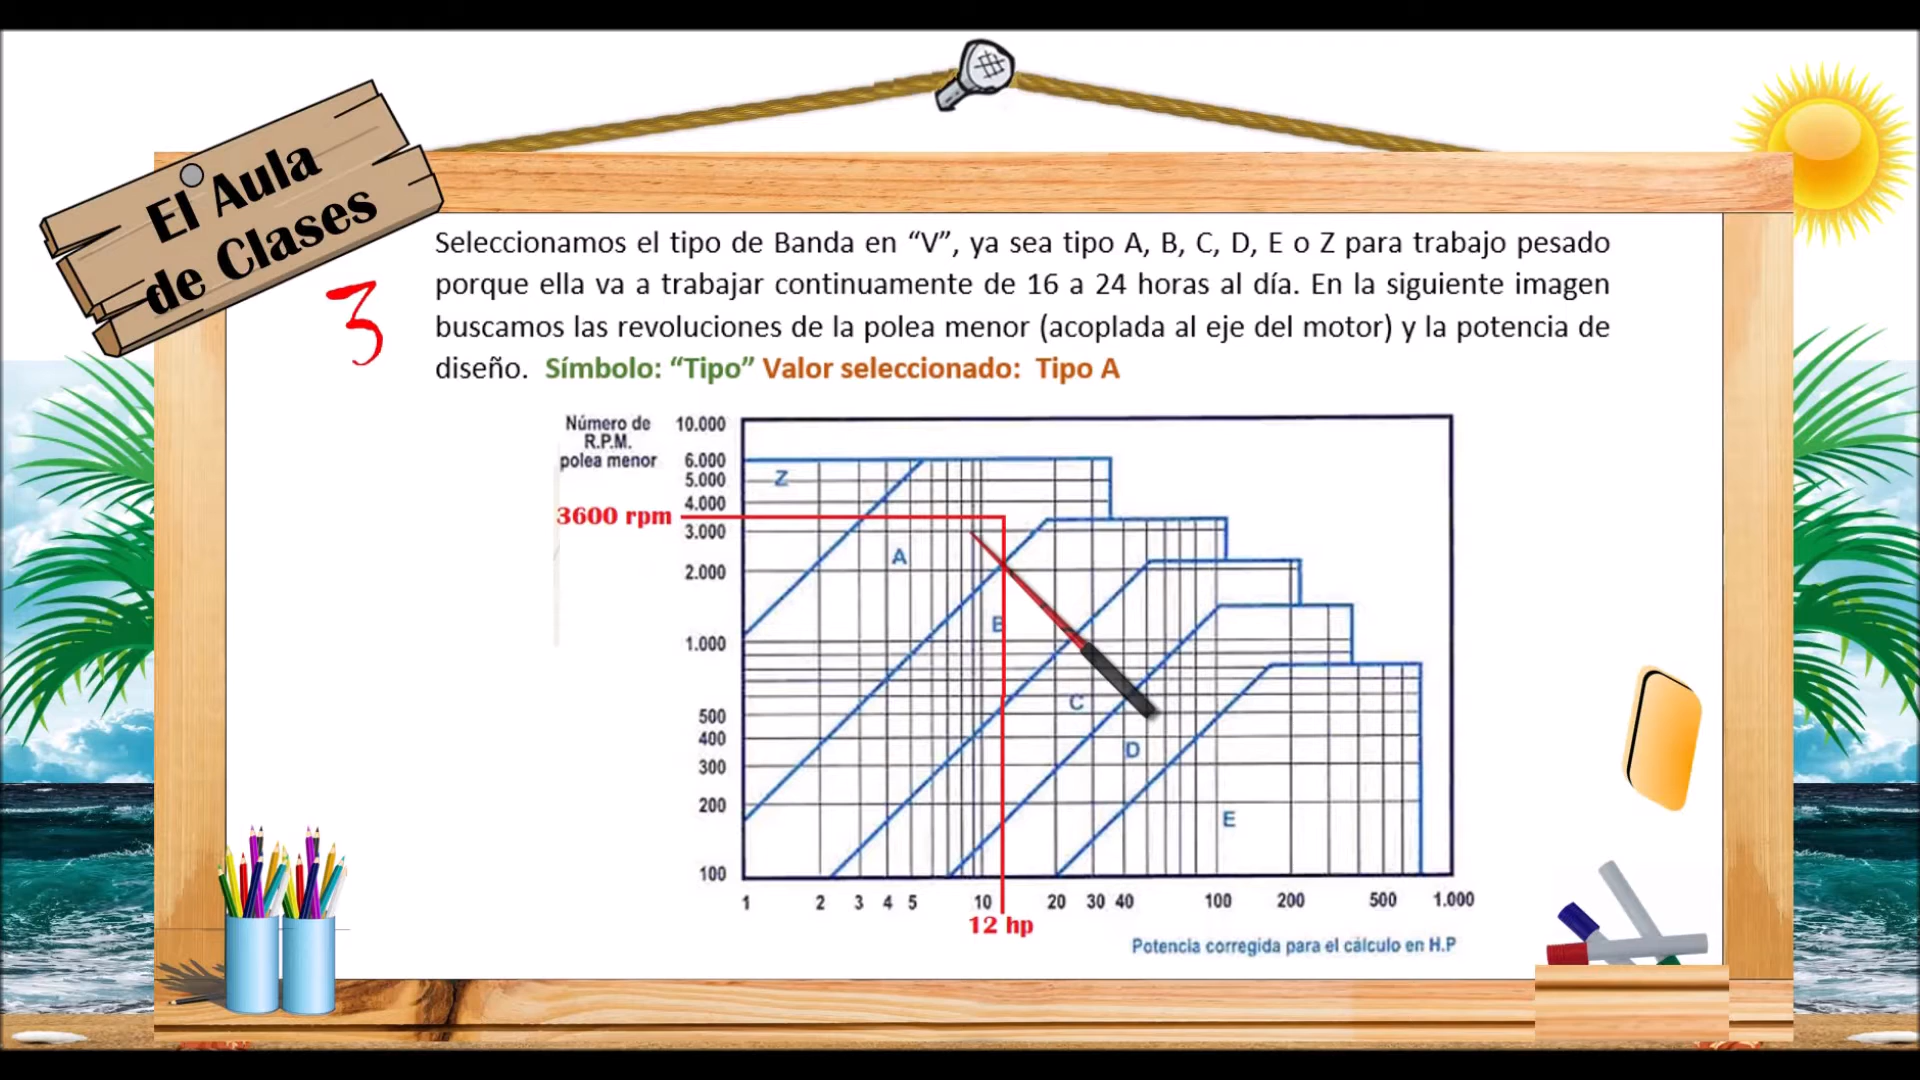 El Aula
de Clases
3
Seleccionamos el tipo de Banda en “V”, ya sea tipo A, B, C, D, E o Z para trabajo pesado
porque ella va a trabajar continuamente de 16 a 24 horas al día. En la siguiente imagen
buscamos las revoluciones de la polea menor (acoplada al eje del motor) y la potencia de
diseño. Símbolo: “Tipo” Valor seleccionado: Tipo A
Número de
R.P.M.
polea menor
10.000
6.000
5.000
4.000
3600 rpm
3.000
2.000
1.000
500
400
300
200
100
Z
A
B
C
D
E
1 2 3 4 5 10 20 30 40 100 200 500 1.000
12 hp
Potencia corregida para el cálculo en H.P